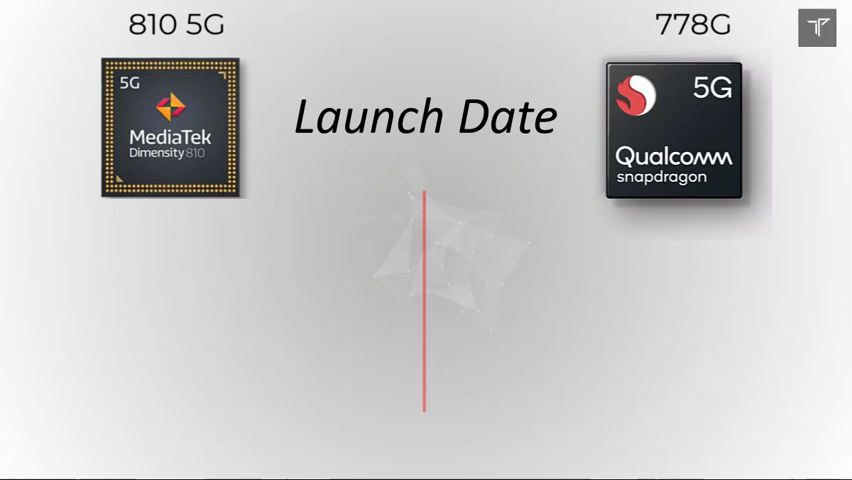 810 5G
778G
5G
MediaTek
Dimensity 810
Launch Date
5G
Qualcomm
snapdragon